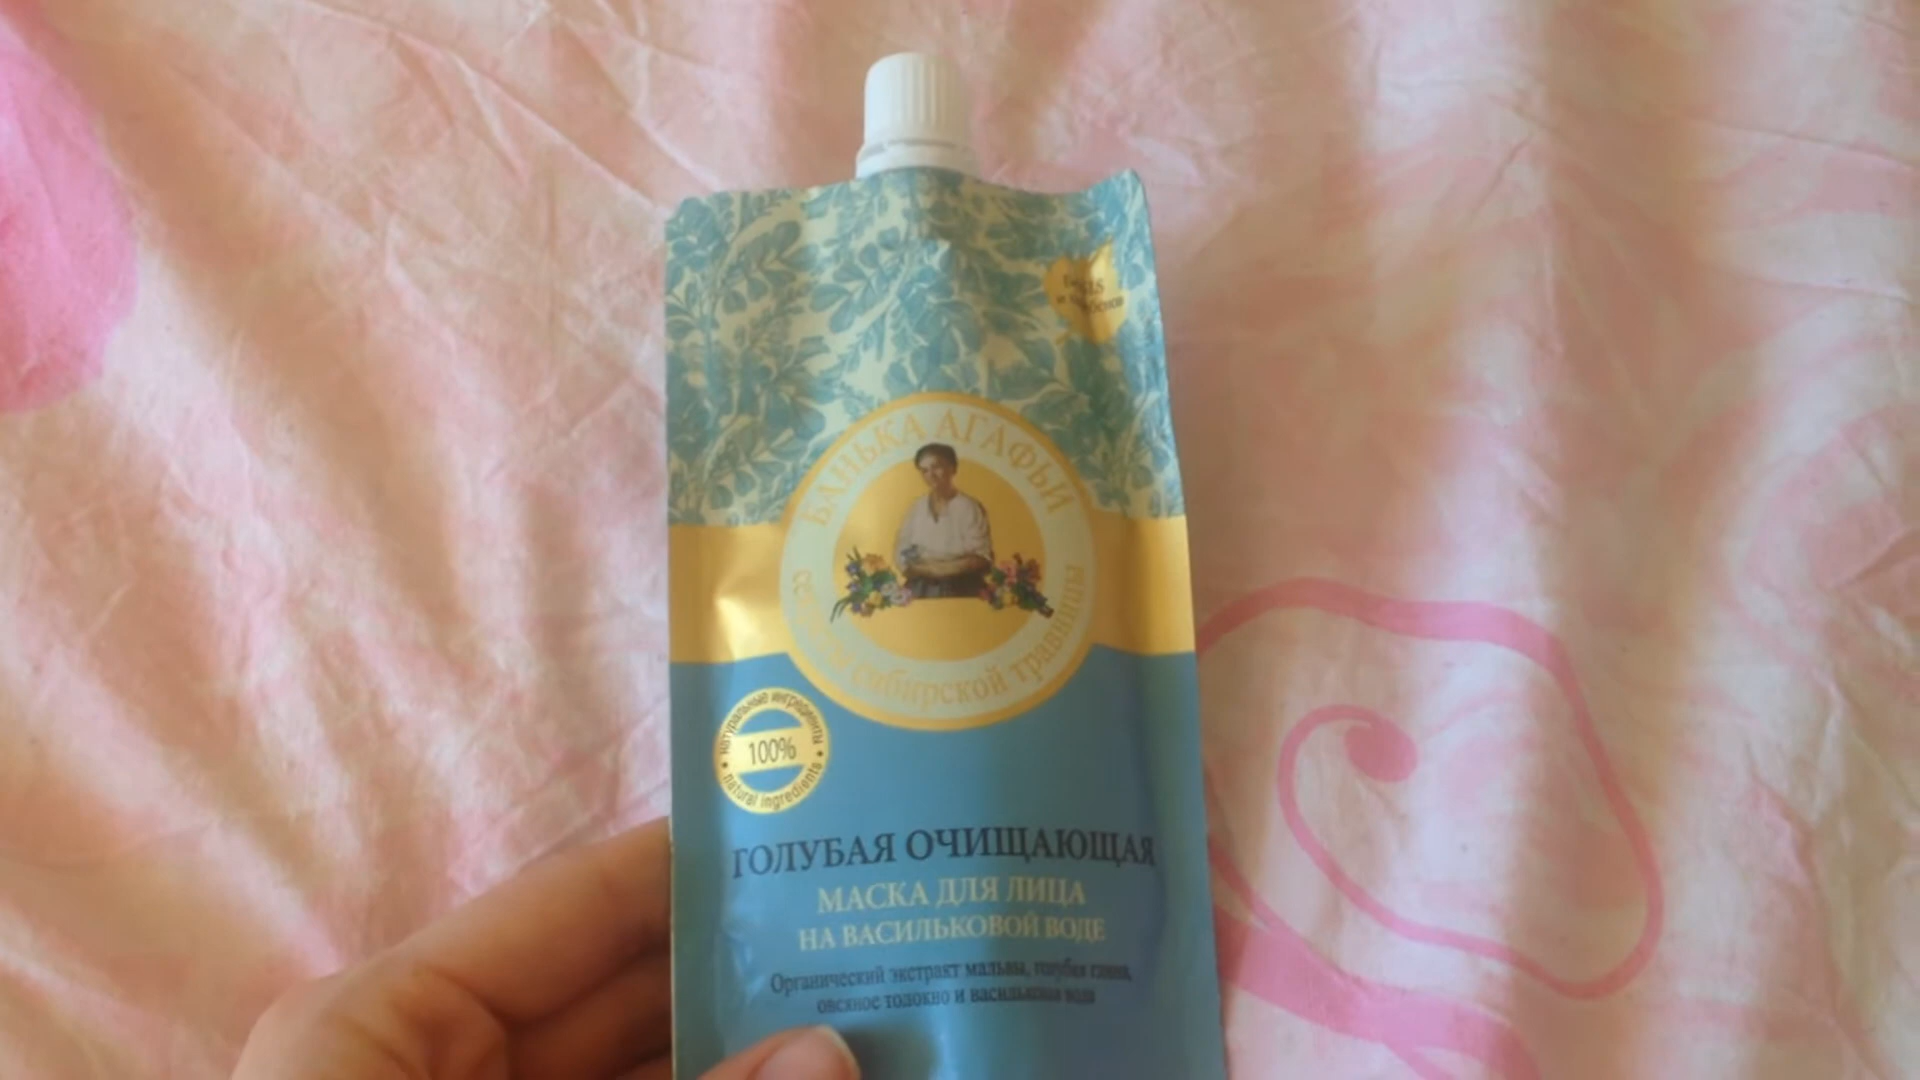 БАНЬКА АГАФЬИ
секреты сибирской травницы
натуральные ингредиенты
100%
natural ingredients
ГОЛУБАЯ ОЧИЩАЮЩАЯ
МАСКА ДЛЯ ЛИЦА
НА ВАСИЛЬКОВОЙ ВОДЕ
Органический экстракт мальвы, голубая глина,
овсяное толокно и васильковая вода